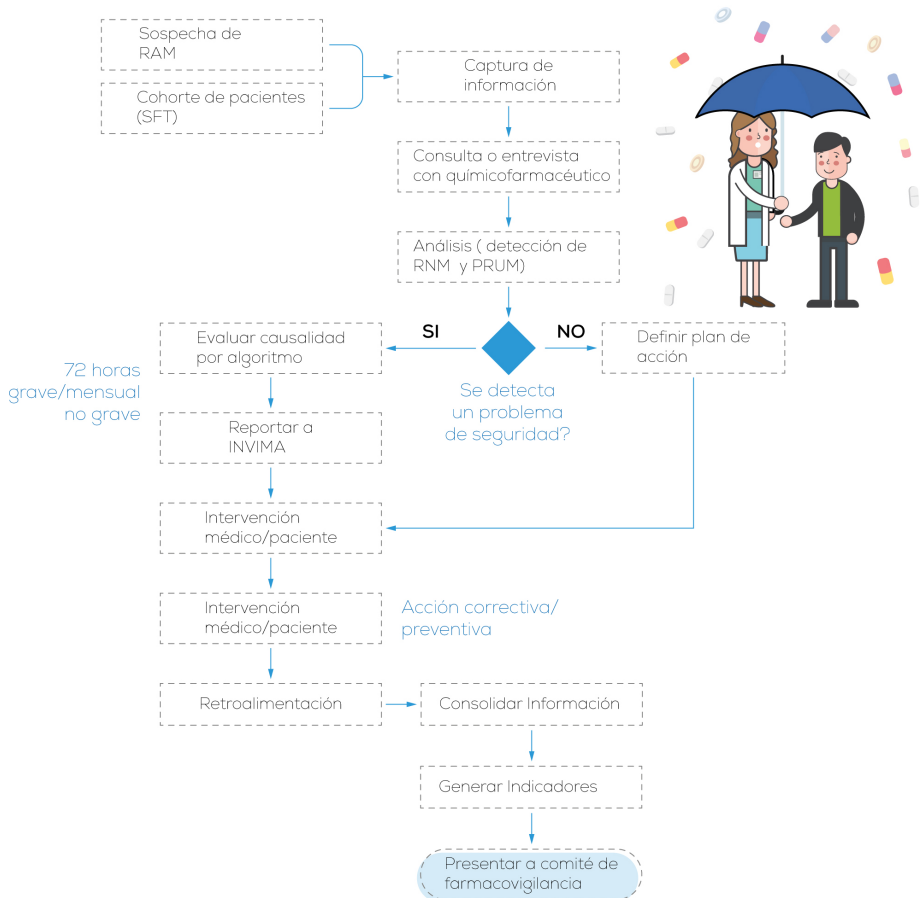 Sospecha de
RAM
Cohorte de pacientes
(SFT)
Captura de
información
Consulta o entrevista
con químicofarmacéutico
Análisis ( detección de
RNM y PRUM)
SI
NO
Se detecta
un problema
de seguridad?
Evaluar causalidad
por algoritmo
Definir plan de
acción
72 horas
grave/mensual
no grave
Reportar a
INVIMA
Intervención
médico/paciente
Intervención
médico/paciente
Acción correctiva/
preventiva
Retroalimentación
Consolidar Información
Generar Indicadores
Presentar a comité de
farmacovigilancia